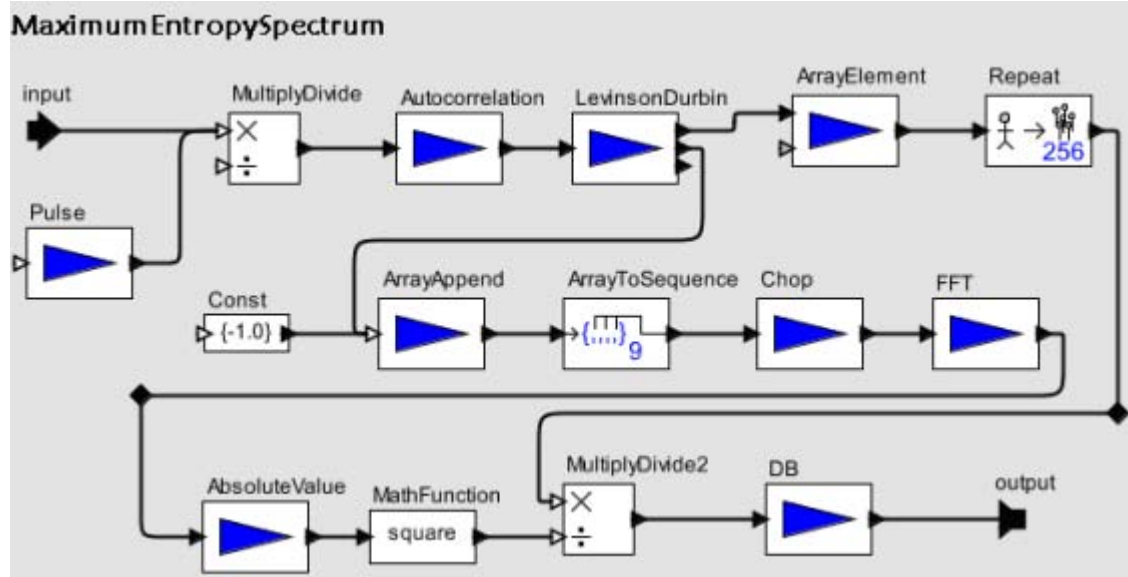 MaximumEntropySpectrum
input
MultiplyDivide
Autocorrelation
LevinsonDurbin
ArrayElement
Repeat
×
÷
256
Pulse
Const
{-1.0}
ArrayAppend
ArrayToSequence
{,,,,}
9
Chop
FFT
AbsoluteValue
MathFunction
square
MultiplyDivide2
×
÷
DB
output